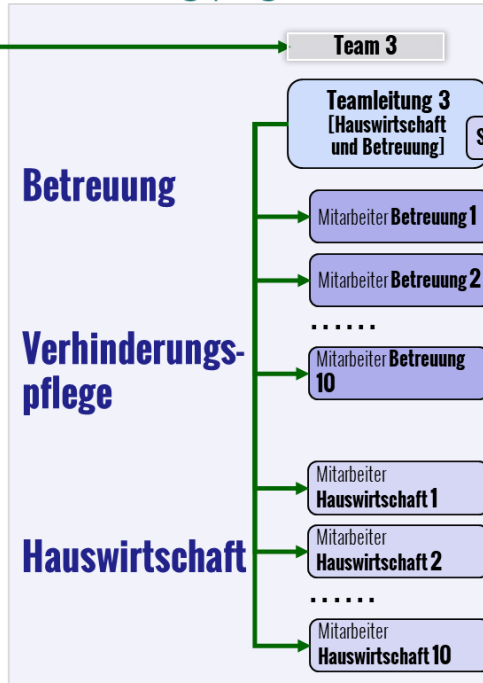 Team 3
Teamleitung 3
[Hauswirtschaft
und Betreuung]
Betreuung
Mitarbeiter Betreuung 1
Mitarbeiter Betreuung 2
......
Verhinderungs-
pflege
Mitarbeiter Betreuung
10
Mitarbeiter
Hauswirtschaft 1
Hauswirtschaft
Mitarbeiter
Hauswirtschaft 2
......
Mitarbeiter
Hauswirtschaft 10